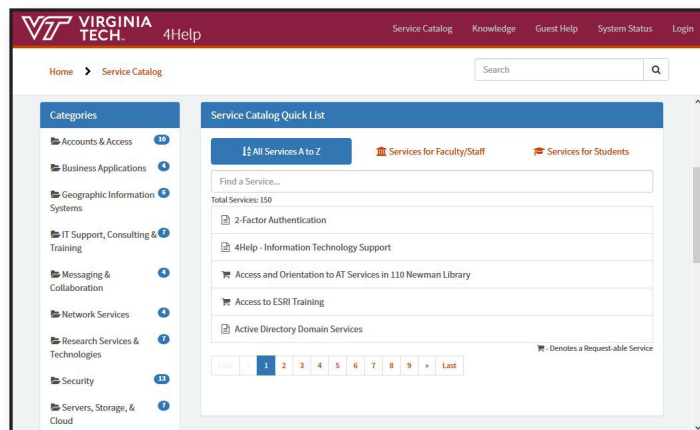 VIRGINIA
TECH.
4Help
Service Catalog Knowledge Guest Help System Status Login
Home Service Catalog
Search
Categories
Accounts & Access 10
Business Applications 4
Geographic Information 6
Systems
IT Support, Consulting & 7
Training
Messaging & 4
Collaboration
Network Services 4
Research Services & 7
Technologies
Security 13
Servers, Storage, & 7
Cloud
Service Catalog Quick List
All Services A to Z Services for Faculty/Staff Services for Students
Find a Service...
Total Services: 150
2-Factor Authentication
4Help - Information Technology Support
Access and Orientation to AT Services in 110 Newman Library
Access to ESRI Training
Active Directory Domain Services
- Denotes a Request-able Service
First « 1 2 3 4 5 6 7 8 9 » Last